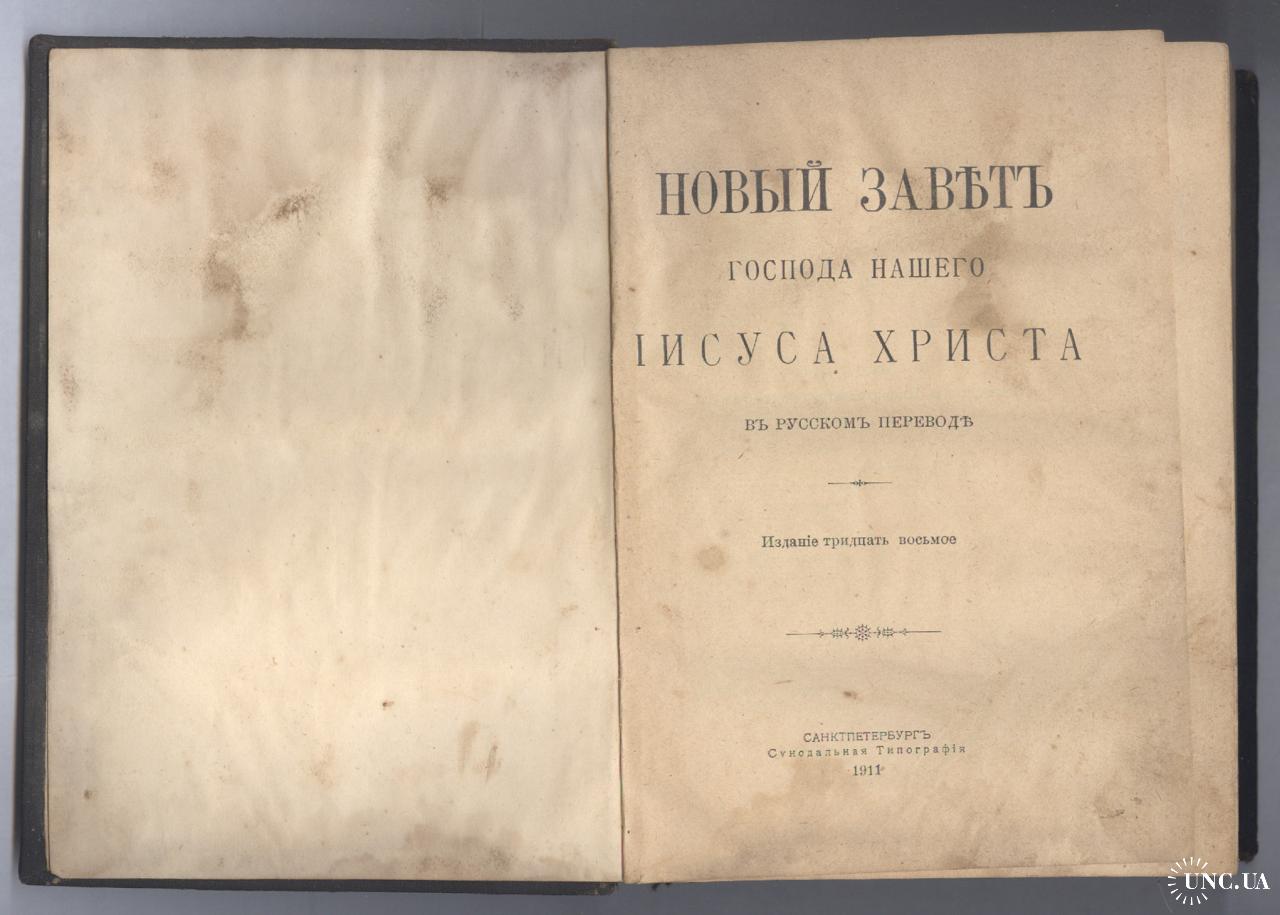 НОВЫЙ ЗАВѢТЪ
ГОСПОДА НАШЕГО
ІИСУСА ХРИСТА
ВЪ РУССКОМЪ ПЕРЕВОДѢ
Изданіе тридцать восьмое
САНКТПЕТЕРБУРГЪ
Сѵнодальная Типографія
1911
UNC.UA